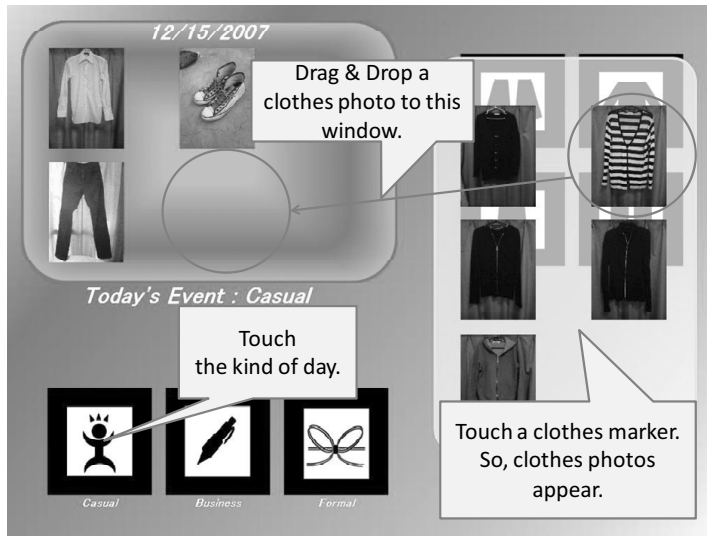 12/15/2007
Drag & Drop a
clothes photo to this
window.
Today's Event : Casual
Touch
the kind of day.
Touch a clothes marker.
So, clothes photos
appear.
Casual
Business
Formal